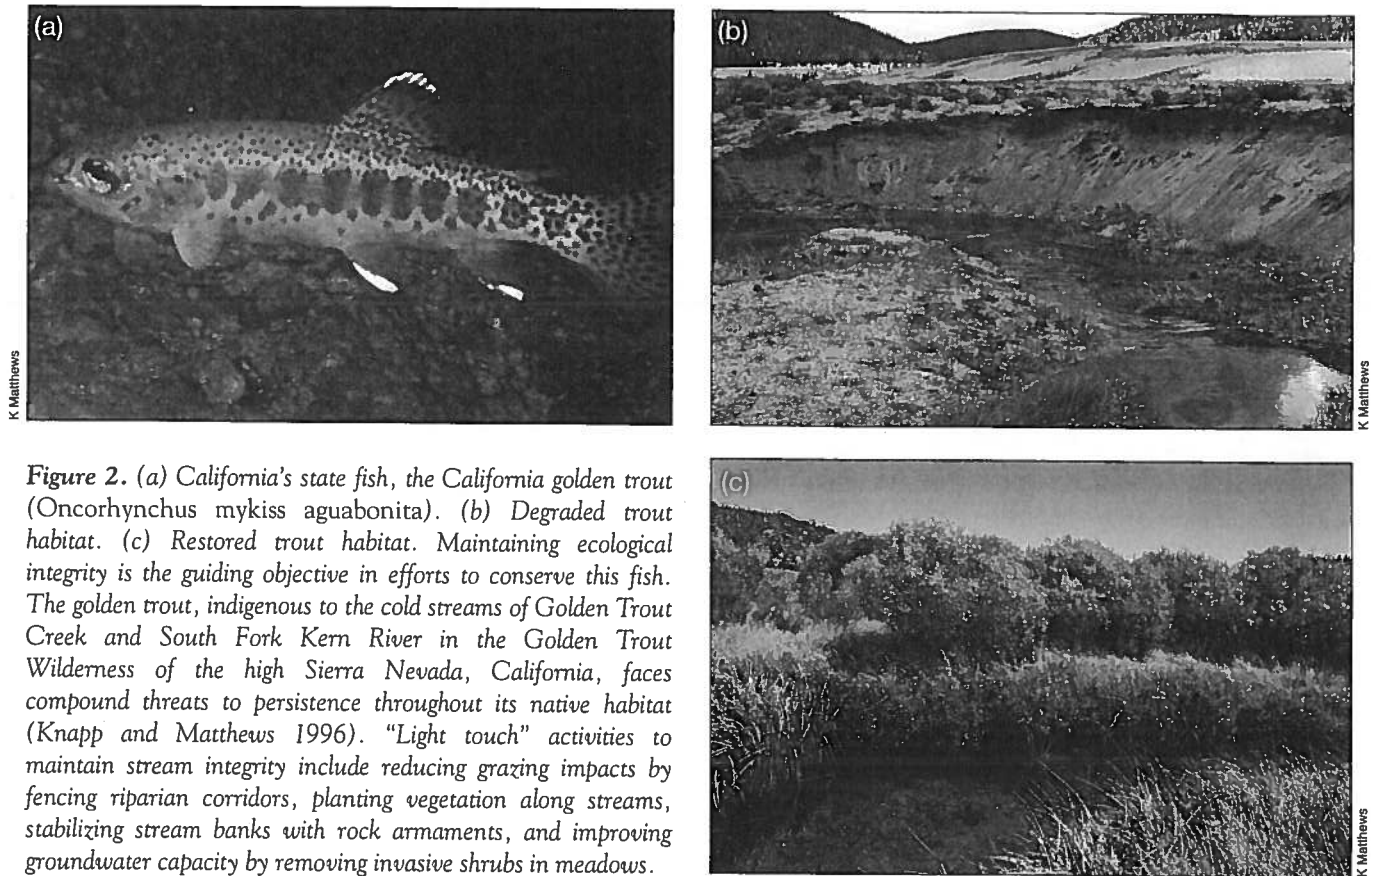 (a)
K Matthews
(b)
K Matthews
Figure 2. (a) California's state fish, the California golden trout
(Oncorhynchus mykiss aguabonita). (b) Degraded trout
habitat. (c) Restored trout habitat. Maintaining ecological
integrity is the guiding objective in efforts to conserve this fish.
The golden trout, indigenous to the cold streams of Golden Trout
Creek and South Fork Kern River in the Golden Trout
Wilderness of the high Sierra Nevada, California, faces
compound threats to persistence throughout its native habitat
(Knapp and Matthews 1996). "Light touch" activities to
maintain stream integrity include reducing grazing impacts by
fencing riparian corridors, planting vegetation along streams,
stabilizing stream banks with rock armaments, and improving
groundwater capacity by removing invasive shrubs in meadows.
(c)
K Matthews